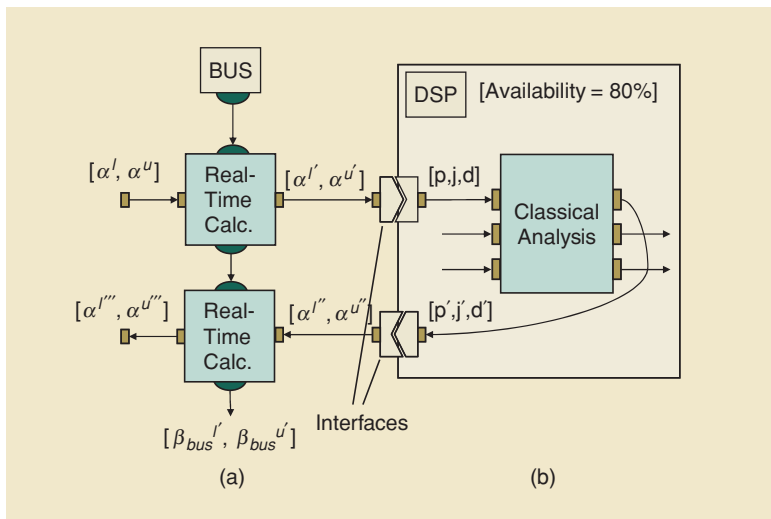 BUS
DSP [Availability = 80%]
[α^l, α^u]
Real-
Time
Calc.
[α^l′, α^u′]
[p,j,d]
Classical
Analysis
[α^l‴, α^u‴]
Real-
Time
Calc.
[α^l″, α^u″]
[p′,j′,d′]
Interfaces
[β_bus^l′, β_bus^u′]
(a)
(b)